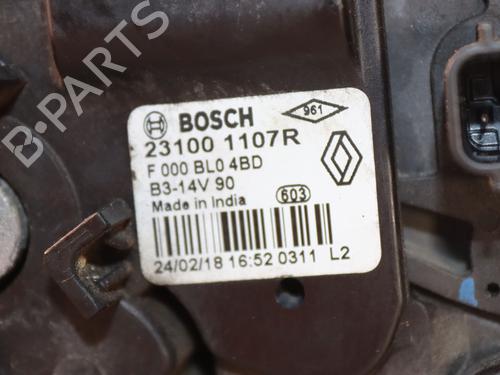 B-PARTS
BOSCH
961
23100 1107R
F 000 BL0 4BD
B3-14V 90
Made in India
603
24/02/18 16:52 0311 L2